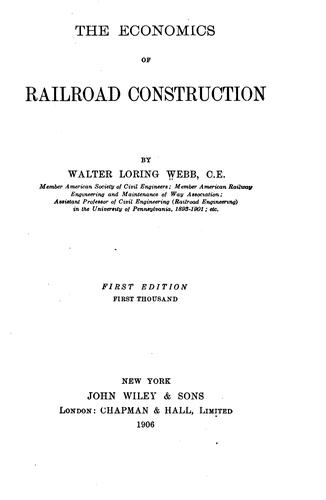 THE ECONOMICS
OF
RAILROAD CONSTRUCTION
BY
WALTER LORING WEBB, C.E.
Member American Society of Civil Engineers; Member American Railway
Engineering and Maintenance of Way Association;
Assistant Professor of Civil Engineering (Railroad Engineering)
in the University of Pennsylvania, 1893-1901; etc.
FIRST EDITION
FIRST THOUSAND
NEW YORK
JOHN WILEY & SONS
LONDON: CHAPMAN & HALL, LIMITED
1906